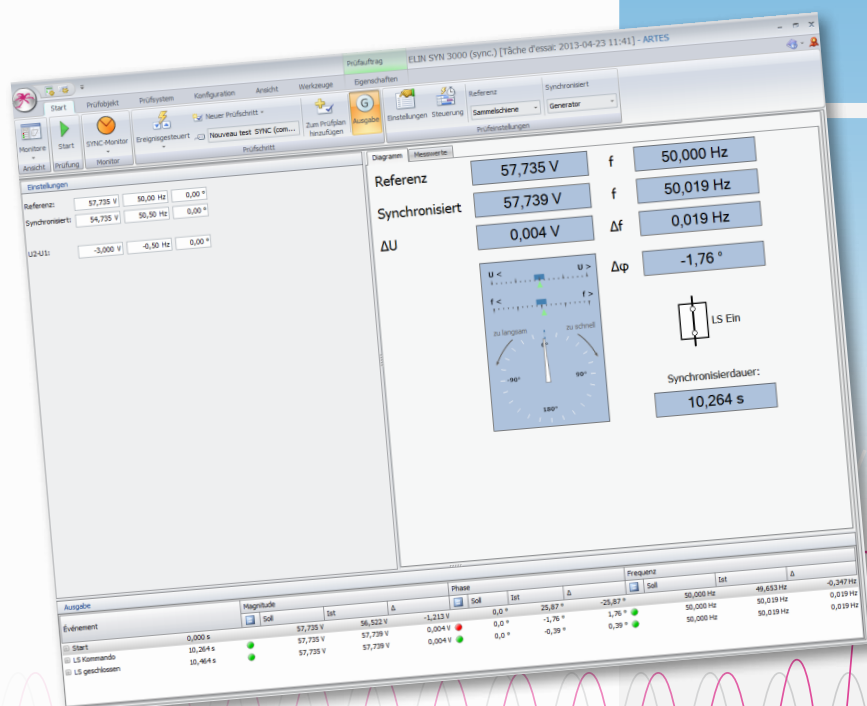 Prüfauftrag
ELIN SYN 3000 (sync.) [Tâche d'essac 2013-04-23 11:41] - ARTES
Start Prüfobjekt Prüfsystem Konfiguration Ansicht Werkzeuge Eigenschaften
Monitore
Ansicht
Start
Prüfung
SYNC-Monitor
Monitor
Ereignisgesteuert
Neuer Prüfschritt
Nouveau test SYNC (com...
Prüfschritt
Zum Prüfplan
hinzufügen
Ausgabe
Einstellungen Steuerung
Referenz
Sammelschiene
Synchronisiert
Generator
Prüfeinstellungen
Einstellungen
Referenz: 57,735 V 50,00 Hz 0,00 °
Synchronisiert: 54,735 V 50,50 Hz 0,00 °
U2-U1: -3,000 V -0,50 Hz 0,00 °
Diagramm Messwerte
Referenz 57,735 V f 50,000 Hz
Synchronisiert 57,739 V f 50,019 Hz
ΔU 0,004 V Δf 0,019 Hz
Δφ -1,76 °
U < U >
f < f >
zu langsam zu schnell
0°
-90° 90°
180°
LS Ein
Synchronisierdauer:
10,264 s
Ausgabe
Événement Magnitude Phase Frequenz
Soll Ist Δ Soll Ist Δ Soll Ist Δ
Start 0,000 s 57,735 V 56,522 V -1,213 V 0,0 ° 25,87 ° -25,87 ° 50,000 Hz 49,653 Hz -0,347 Hz
LS Kommando 10,264 s 57,735 V 57,739 V 0,004 V 0,0 ° -1,76 ° 1,76 ° 50,000 Hz 50,019 Hz 0,019 Hz
LS geschlossen 10,464 s 57,735 V 57,739 V 0,004 V 0,0 ° -0,39 ° 0,39 ° 50,000 Hz 50,019 Hz 0,019 Hz